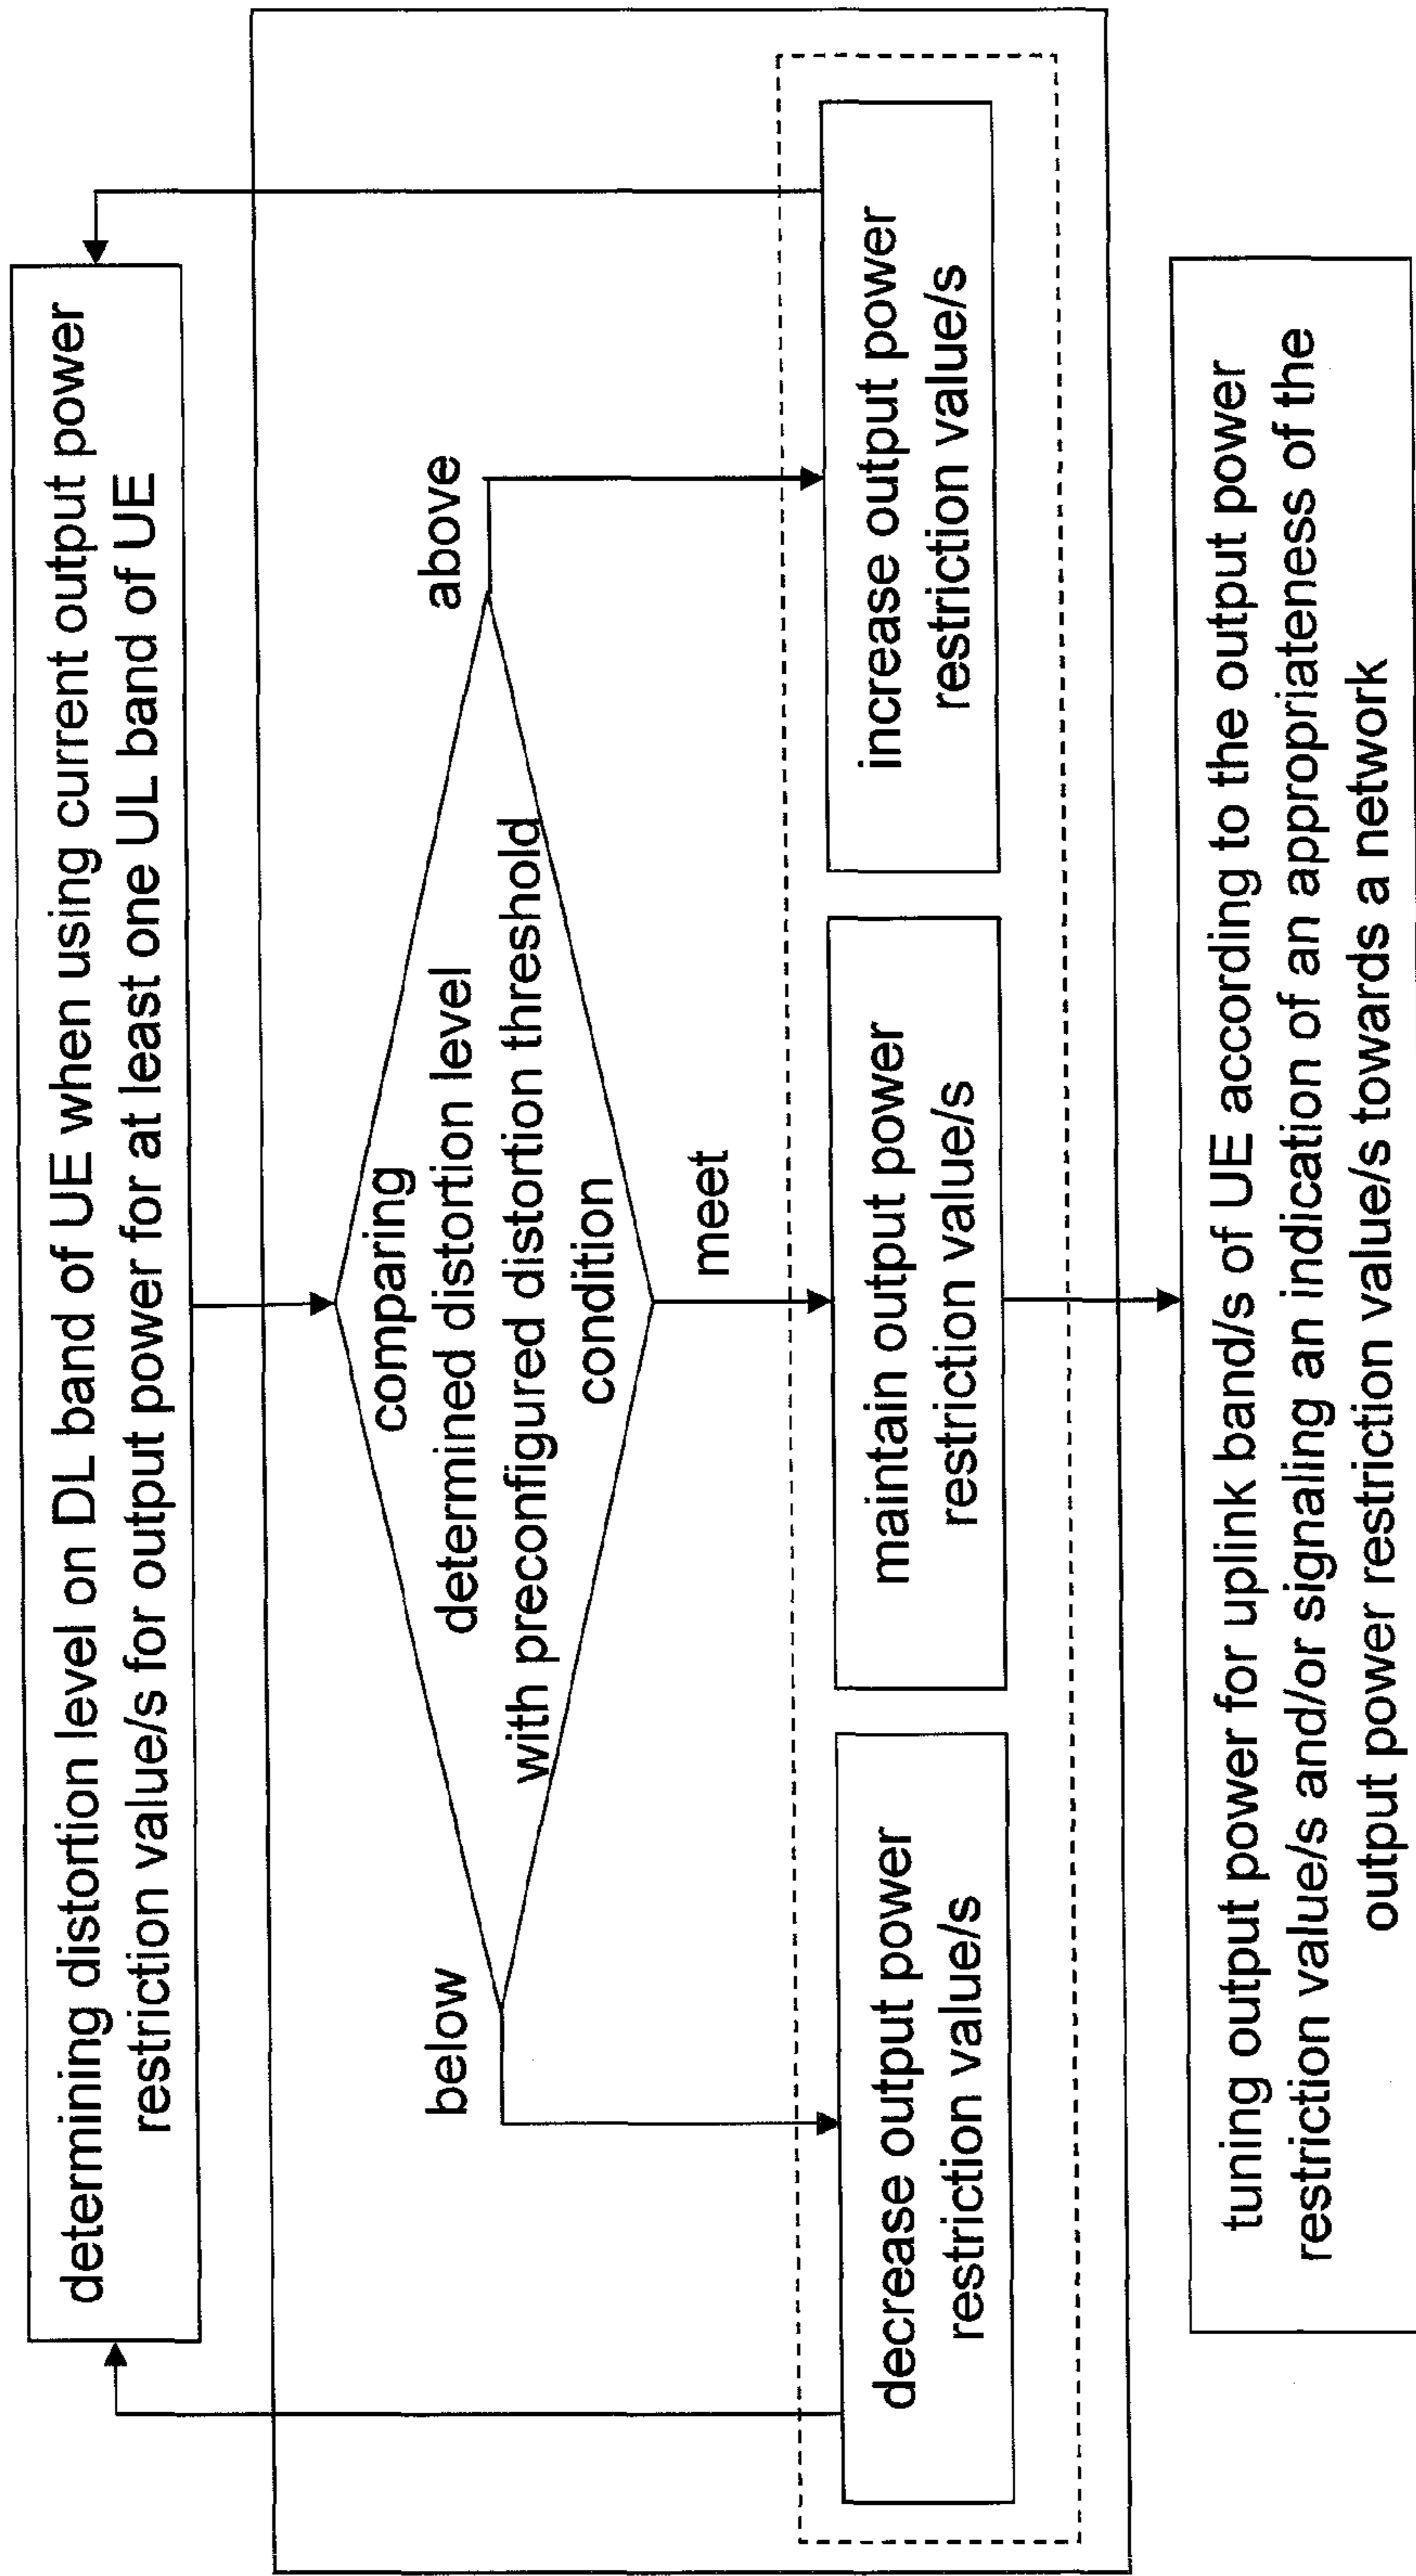 determining distortion level on DL band of UE when using current output power
restriction value/s for output power for at least one UL band of UE
comparing
determined distortion level
with preconfigured distortion threshold
condition
below
meet
above
decrease output power
restriction value/s
maintain output power
restriction value/s
increase output power
restriction value/s
tuning output power for uplink band/s of UE according to the output power
restriction value/s and/or signaling an indication of an appropriateness of the
output power restriction value/s towards a network